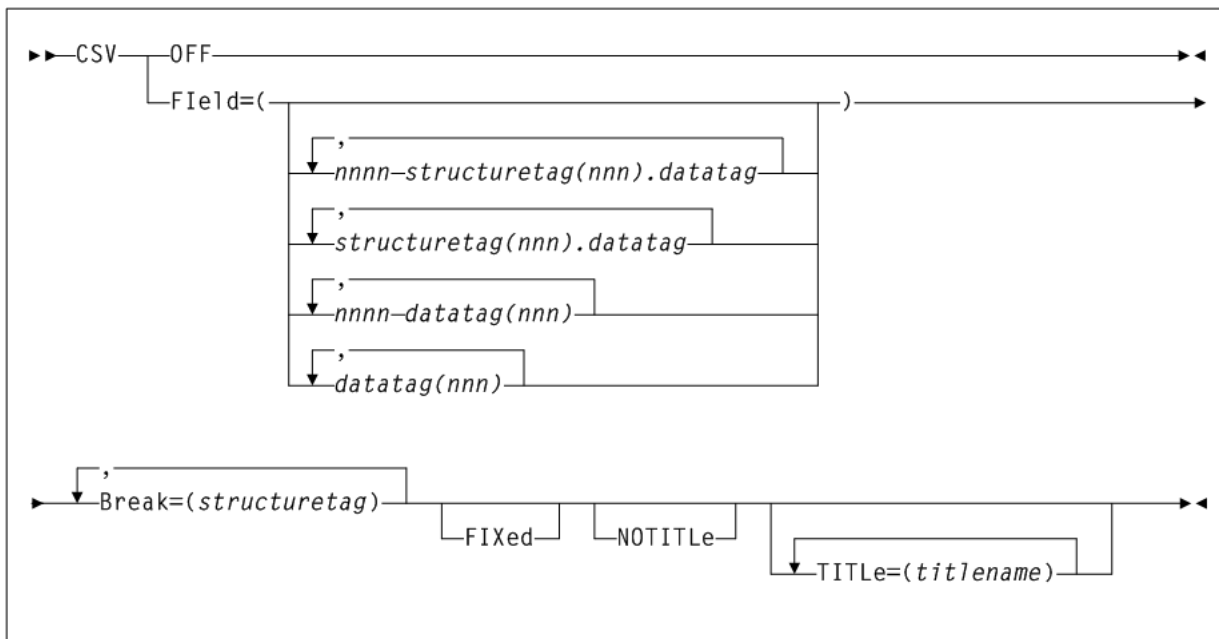 CSV OFF
FIeld=( )
,
nnnn-structuretag(nnn).datatag
,
structuretag(nnn).datatag
,
nnnn-datatag(nnn)
,
datatag(nnn)
,
Break=(structuretag)
FIXed NOTITLe
TITLe=(titlename)